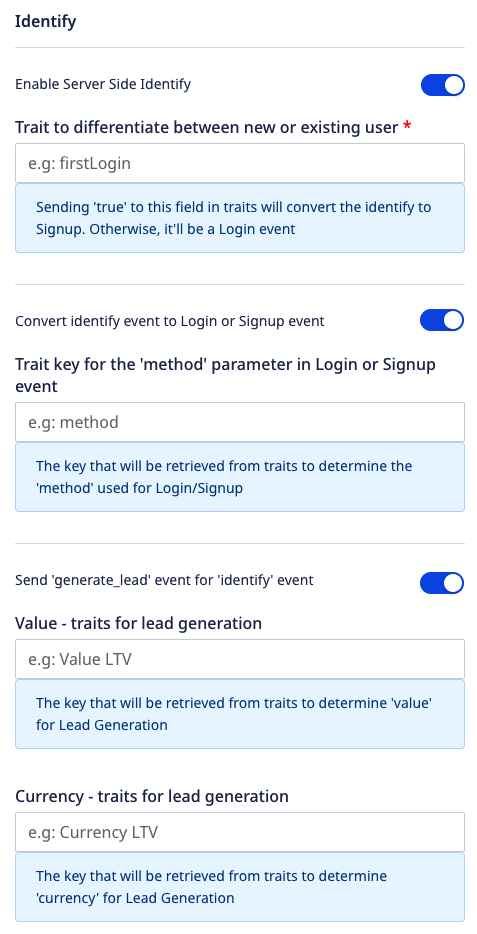 Identify
Enable Server Side Identify
Trait to differentiate between new or existing user *
e.g: firstLogin
Sending 'true' to this field in traits will convert the identify to
Signup. Otherwise, it'll be a Login event
Convert identify event to Login or Signup event
Trait key for the 'method' parameter in Login or Signup
event
e.g: method
The key that will be retrieved from traits to determine the
'method' used for Login/Signup
Send 'generate_lead' event for 'identify' event
Value - traits for lead generation
e.g: Value LTV
The key that will be retrieved from traits to determine 'value'
for Lead Generation
Currency - traits for lead generation
e.g: Currency LTV
The key that will be retrieved from traits to determine
'currency' for Lead Generation